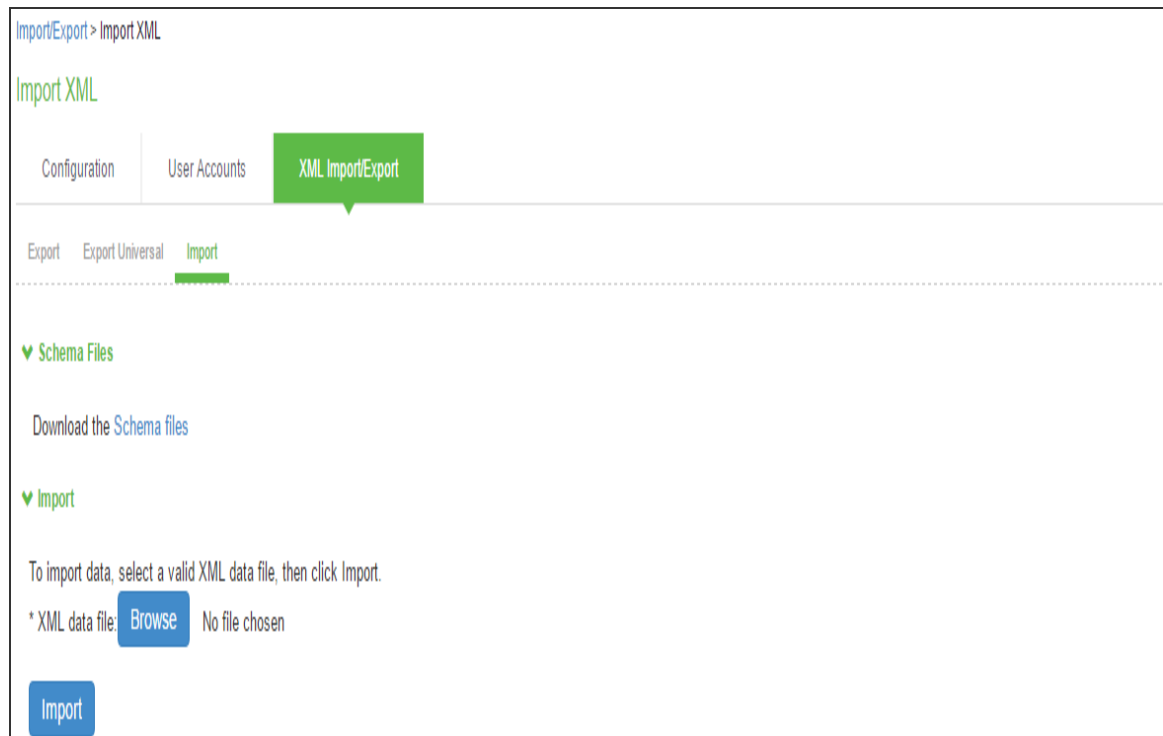 Import/Export > Import XML
Import XML
Configuration User Accounts XML Import/Export
Export Export Universal Import
Schema Files
Download the Schema files
Import
To import data, select a valid XML data file, then click Import.
* XML data file: Browse No file chosen
Import